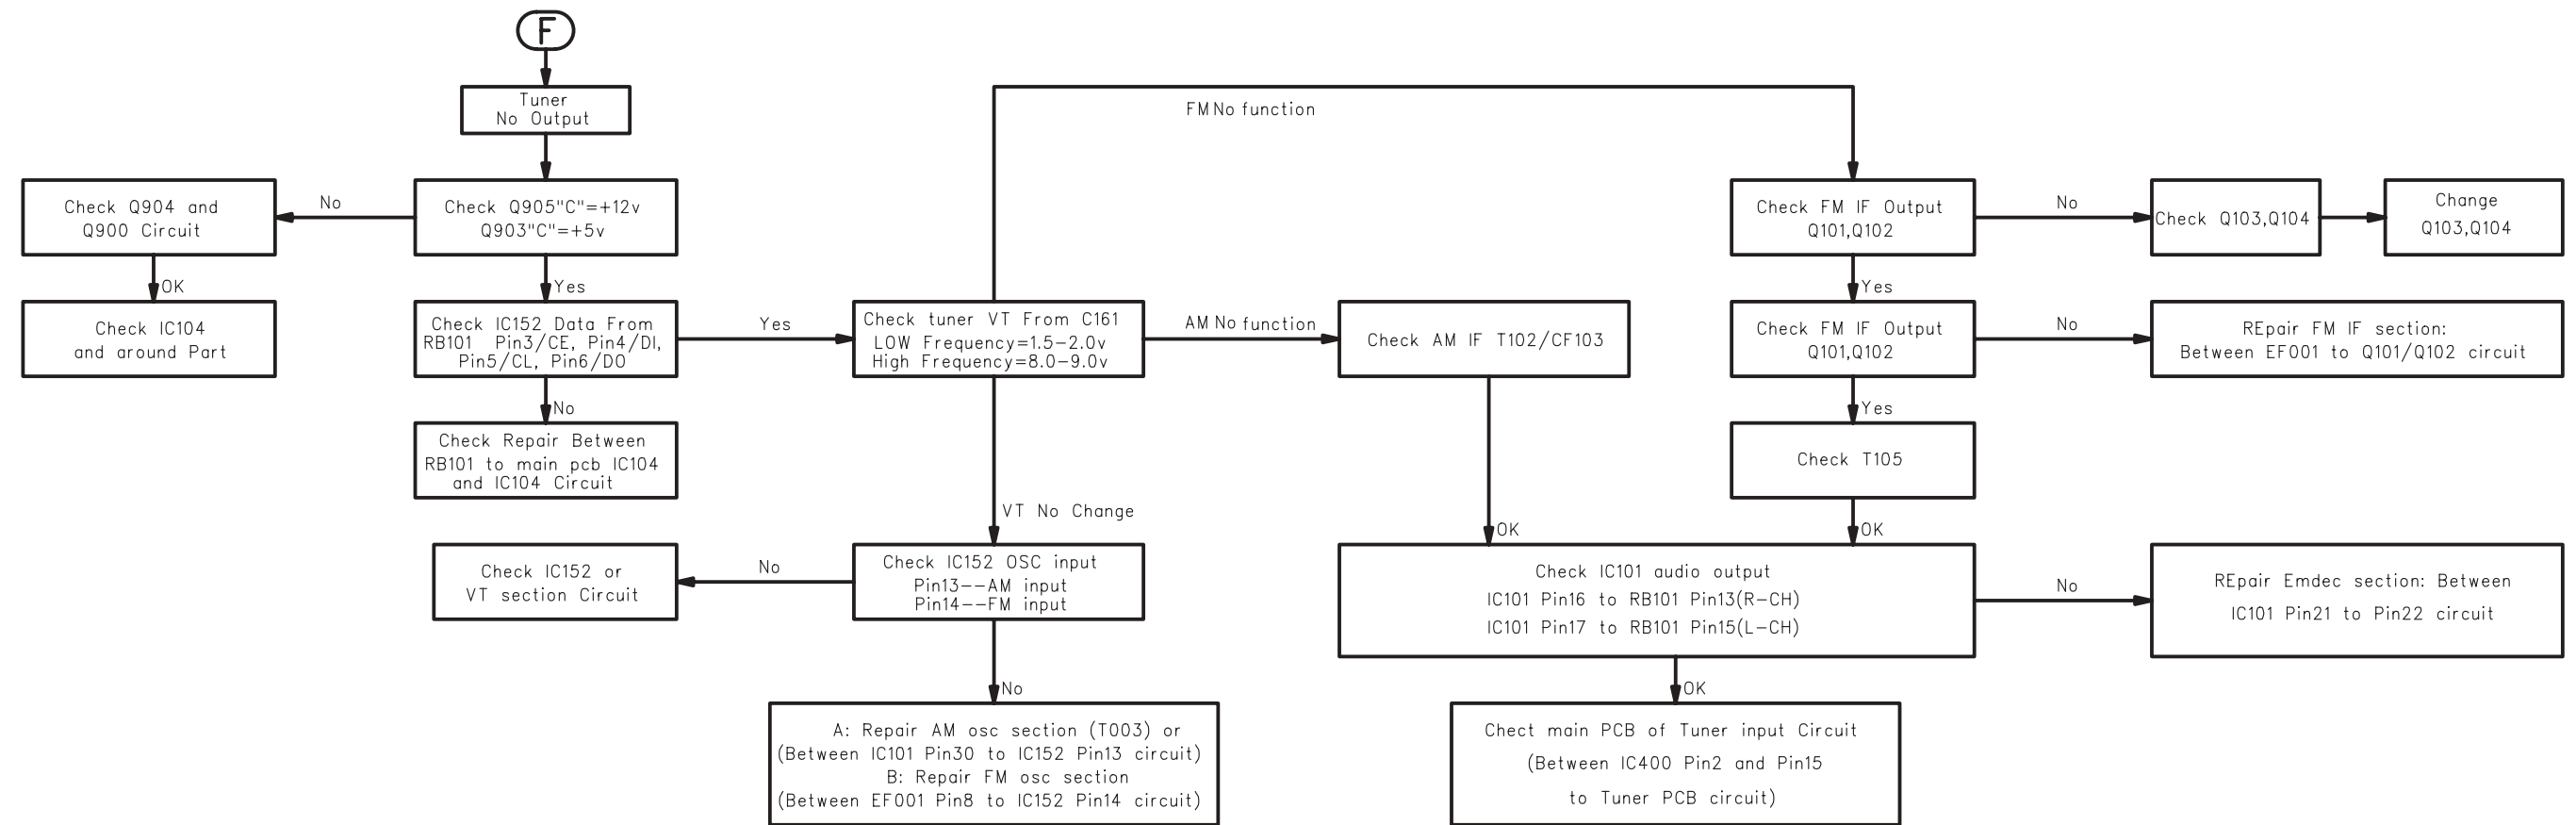 F
Tuner
No Output
FM No function
Check Q904 and
Q900 Circuit
No
Check Q905"C"=+12v
Q903"C"=+5v
Check FM IF Output
Q101,Q102
No
Check Q103,Q104
Change
Q103,Q104
OK
Yes
Yes
Check IC104
and around Part
Check IC152 Data From
RB101 Pin3/CE, Pin4/DI,
Pin5/CL, Pin6/DO
Yes
Check tuner VT From C161
LOW Frequency=1.5-2.0v
High Frequency=8.0-9.0v
AM No function
Check AM IF T102/CF103
Check FM IF Output
Q101,Q102
No
REpair FM IF section:
Between EF001 to Q101/Q102 circuit
No
Yes
Check Repair Between
RB101 to main pcb IC104
and IC104 Circuit
Check T105
VT No Change
OK
OK
Check IC152 or
VT section Circuit
No
Check IC152 OSC input
Pin13--AM input
Pin14--FM input
Check IC101 audio output
IC101 Pin16 to RB101 Pin13(R-CH)
IC101 Pin17 to RB101 Pin15(L-CH)
No
REpair Emdec section: Between
IC101 Pin21 to Pin22 circuit
No
OK
A: Repair AM osc section (T003) or
(Between IC101 Pin30 to IC152 Pin13 circuit)
B: Repair FM osc section
(Between EF001 Pin8 to IC152 Pin14 circuit)
Chect main PCB of Tuner input Circuit
(Between IC400 Pin2 and Pin15
to Tuner PCB circuit)